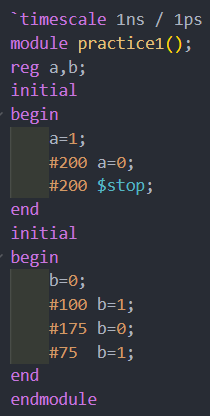 `timescale 1ns / 1ps
module practice1();
reg a,b;
initial
begin
    a=1;
    #200 a=0;
    #200 $stop;
end
initial
begin
    b=0;
    #100 b=1;
    #175 b=0;
    #75  b=1;
end
endmodule